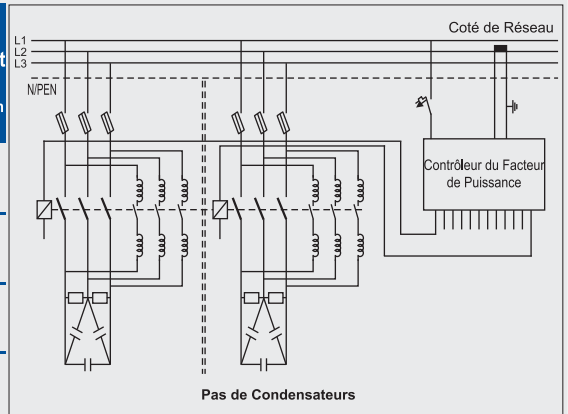 Coté de Réseau
L1
L2
L3
t
N/PEN
n
Contrôleur du Facteur
de Puissance
Pas de Condensateurs